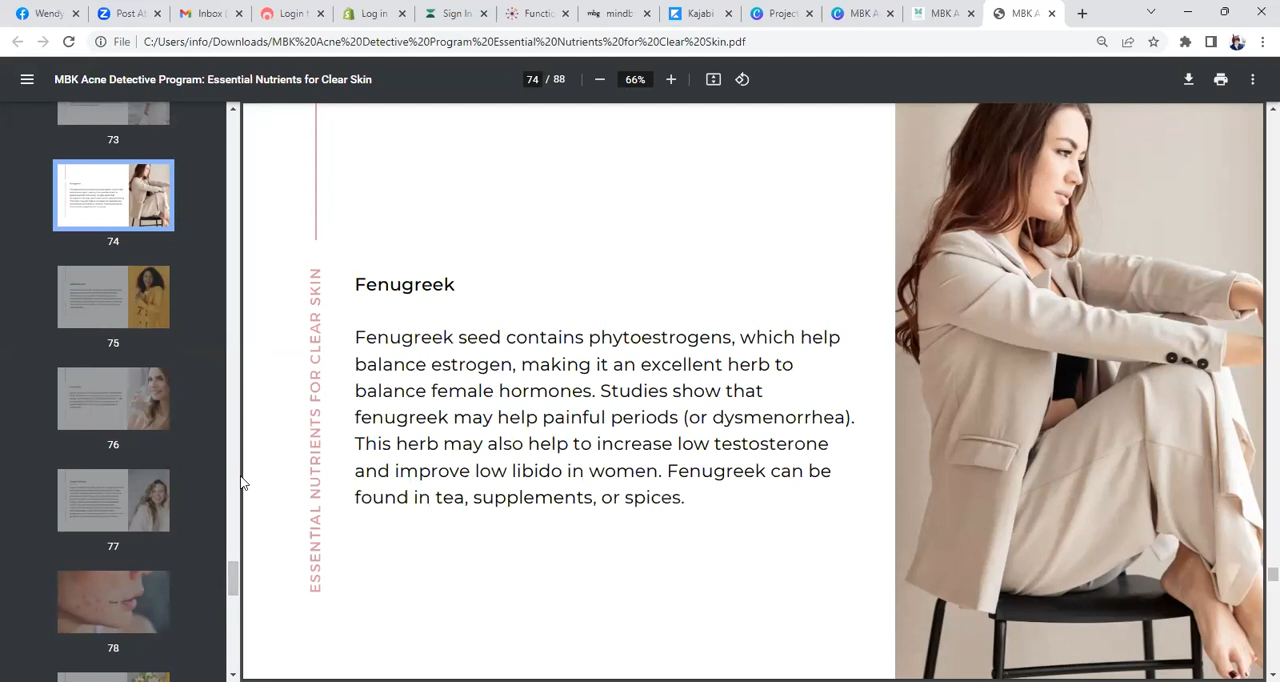 Wendy
Post At
Inbox (
Login t
Log in
Sign In
Functi
mbg mindb
Kajabi
Project
MBK A
MBK A
MBK A
File C:/Users/info/Downloads/MBK%20Acne%20Detective%20Program%20Essential%20Nutrients%20for%20Clear%20Skin.pdf
MBK Acne Detective Program: Essential Nutrients for Clear Skin
74 / 88
66%
73
74
75
76
77
78
ESSENTIAL NUTRIENTS FOR CLEAR SKIN
Fenugreek
Fenugreek seed contains phytoestrogens, which help
balance estrogen, making it an excellent herb to
balance female hormones. Studies show that
fenugreek may help painful periods (or dysmenorrhea).
This herb may also help to increase low testosterone
and improve low libido in women. Fenugreek can be
found in tea, supplements, or spices.